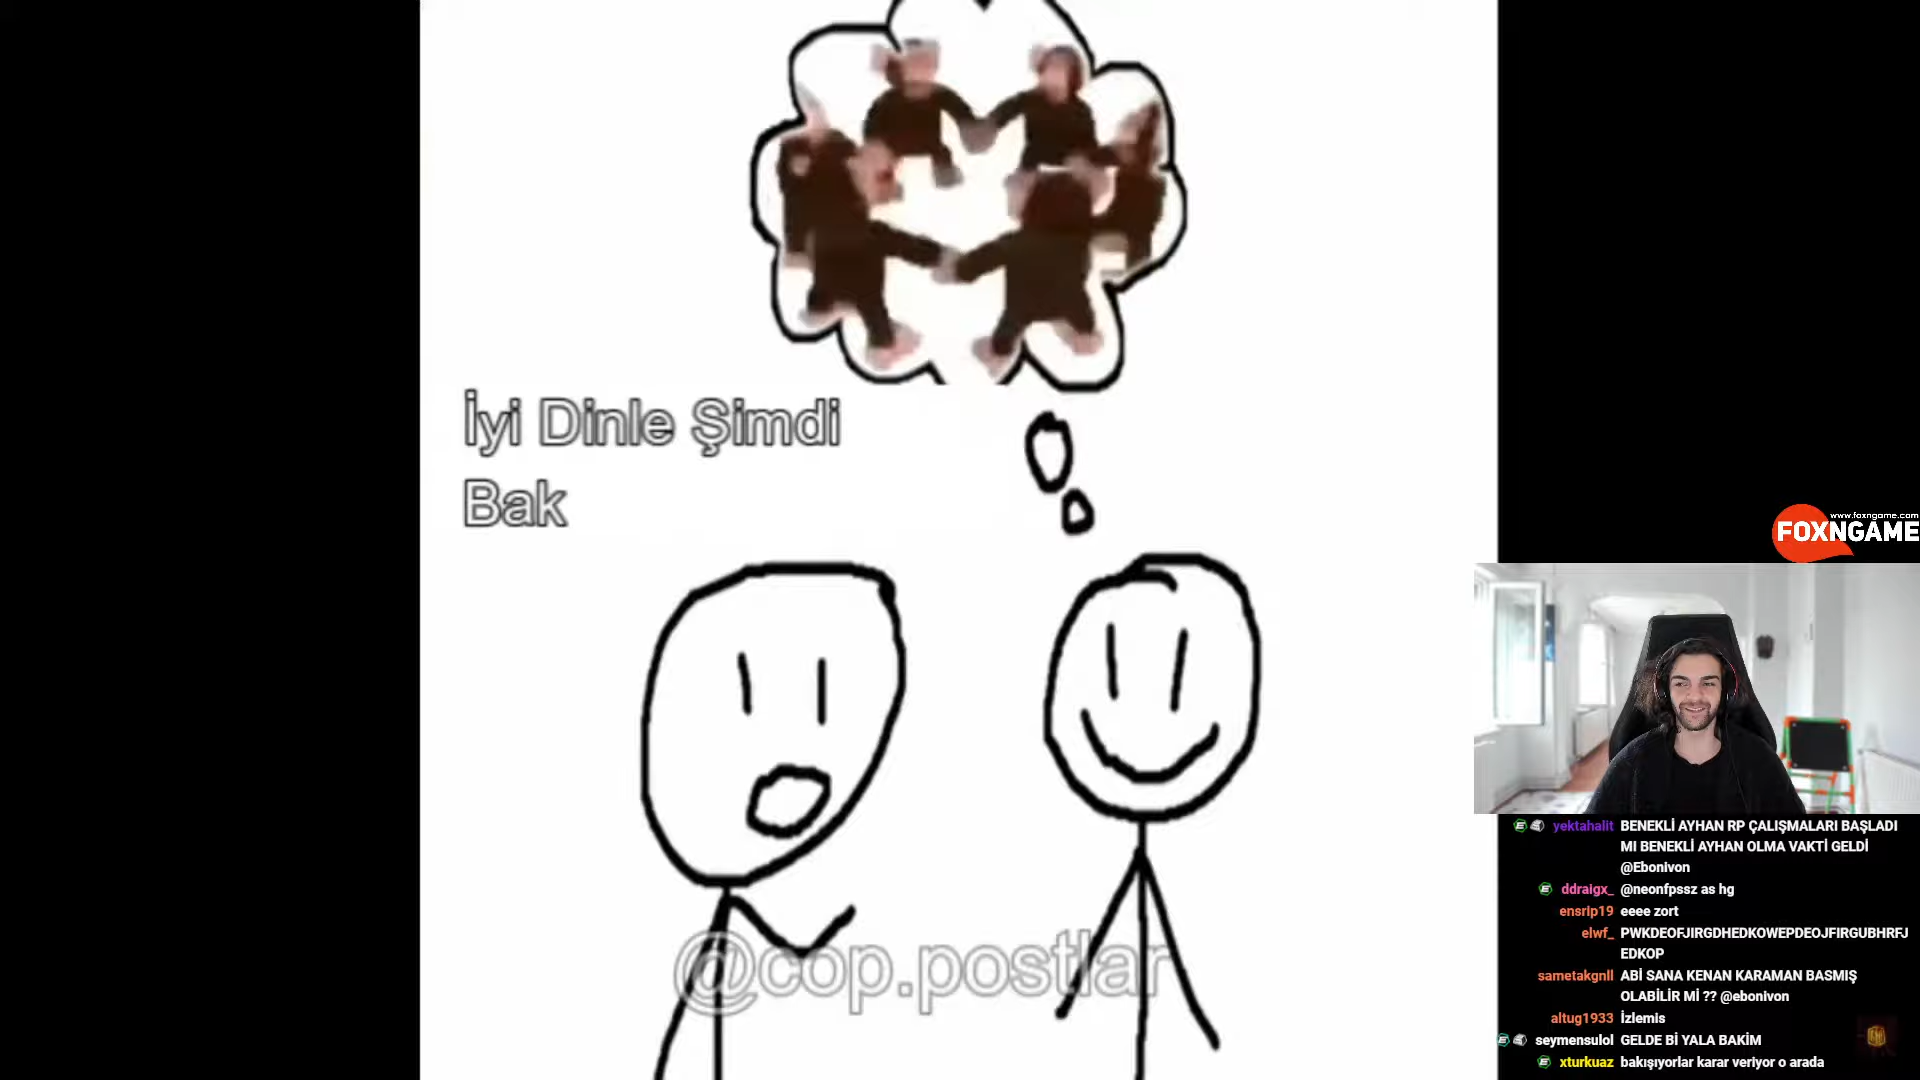 İyi Dinle Şimdi
Bak
@cop.postlar
www.foxngame.com
FOXNGAME
yektahalit BENEKLİ AYHAN RP ÇALIŞMALARI BAŞLADI
MI BENEKLİ AYHAN OLMA VAKTİ GELDİ
@Ebonivon
ddraigx_ @neonfpssz as hg
ensrip19 eeee zort
elwf_ PWKDEOFJIRGDHEDKOWEPDEOJFIRGUBHRFJ
EDKOP
sametakgnll ABİ SANA KENAN KARAMAN BASMIŞ
OLABİLİR Mİ ?? @ebonivon
altug1933 İzlemis
seymensulol GELDE Bİ YALA BAKİM
xturkuaz bakışıyorlar karar veriyor o arada